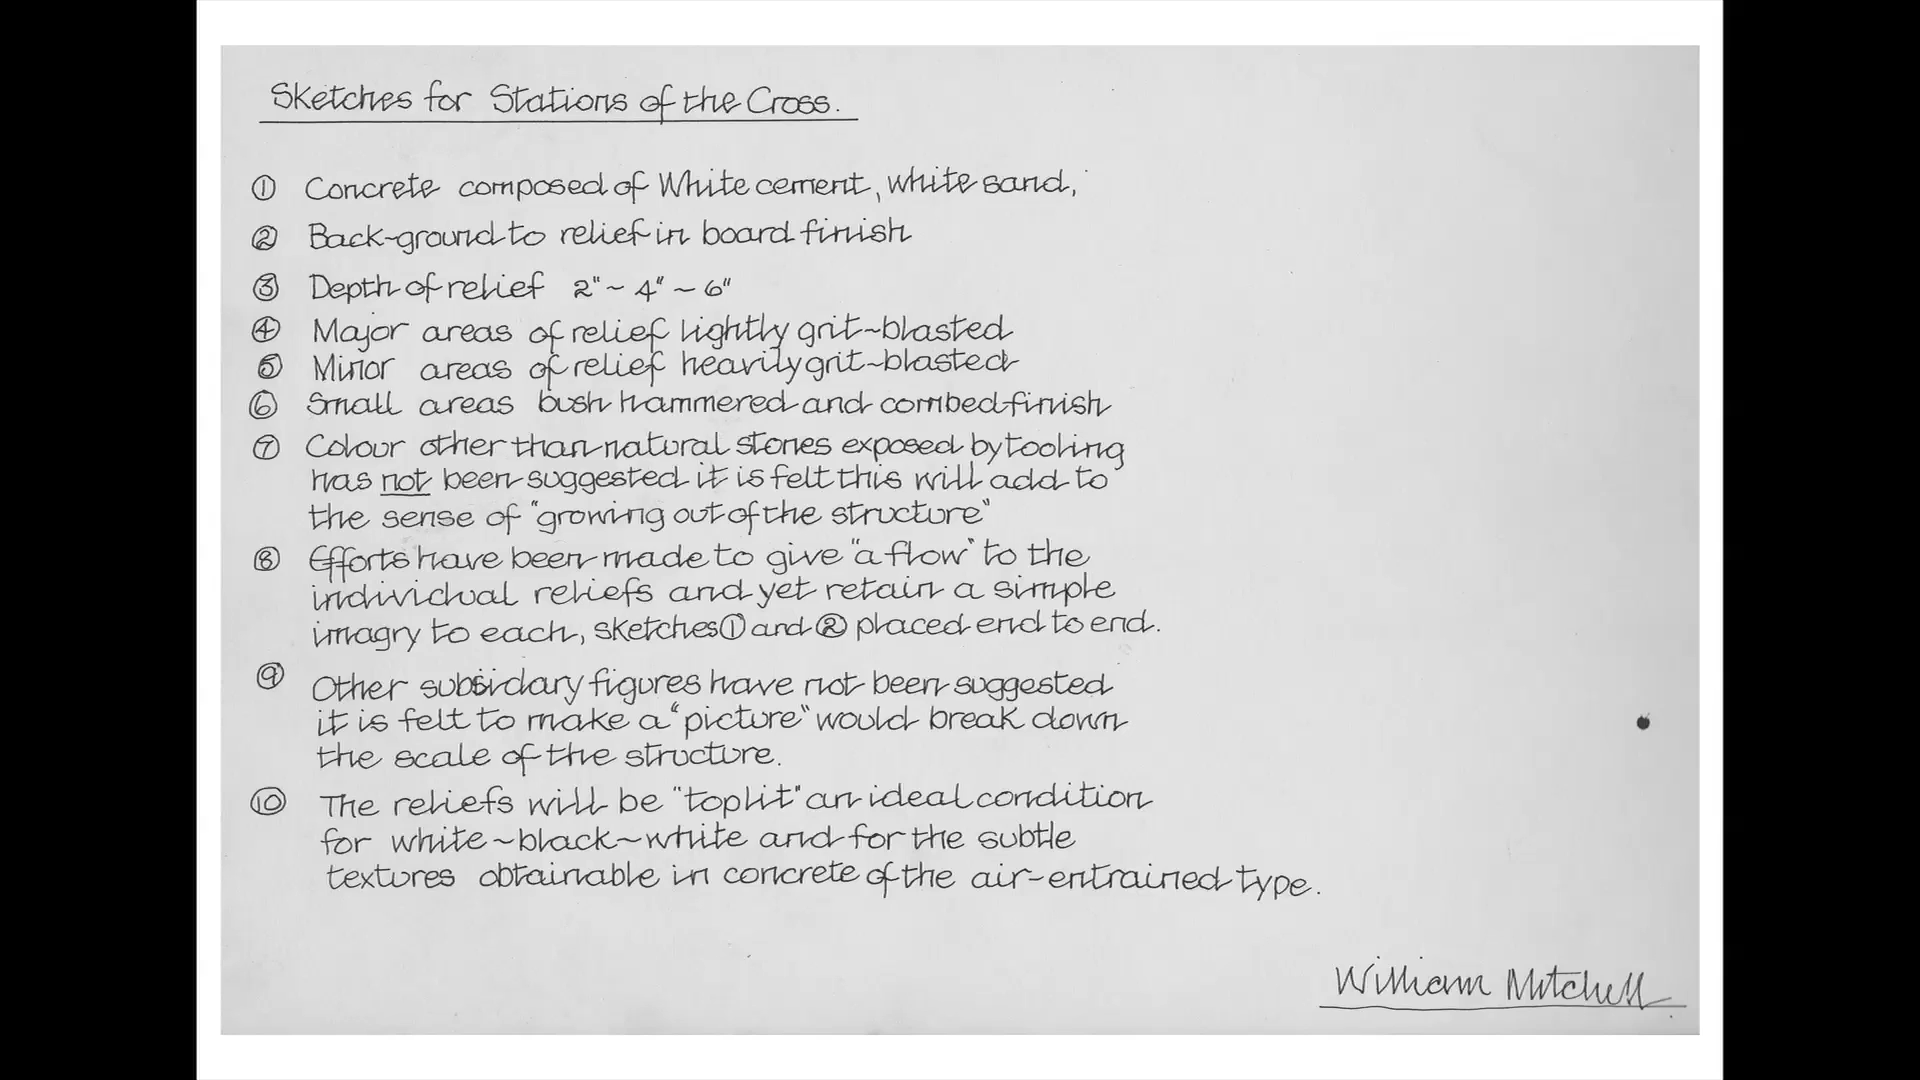 Sketches for Stations of the Cross.
① Concrete composed of White cement, white sand,
② Back~ground to relief in board finish
③ Depth of relief 2" ~ 4" ~ 6"
④ Major areas of relief lightly grit~blasted
⑤ Minor areas of relief heavily grit~blasted
⑥ Small areas bush hammered and combed finish
⑦ Colour other than natural stones exposed by tooling
has not been suggested it is felt this will add to
the sense of "growing out of the structure"
⑧ Efforts have been made to give "a flow" to the
individual reliefs and yet retain a simple
imagry to each, sketches ① and ② placed end to end.
⑨ Other subsidary figures have not been suggested
it is felt to make a "picture" would break down
the scale of the structure.
⑩ The reliefs will be "toplit" an ideal condition
for white~black~white and for the subtle
textures obtainable in concrete of the air-entrained type.
William Mitchell